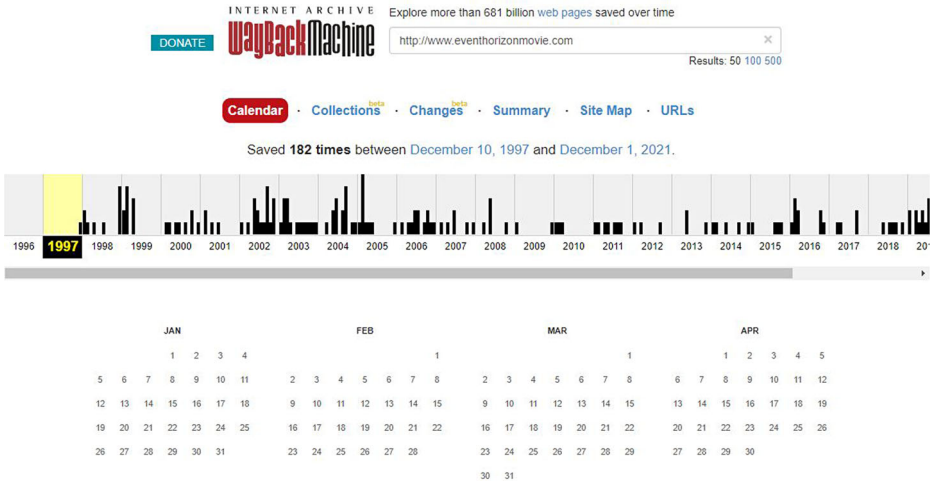 INTERNET ARCHIVE
WayBackMachine
DONATE
Explore more than 681 billion web pages saved over time
http://www.eventhorizonmovie.com ×
Results: 50 100 500
Calendar · Collections beta · Changes beta · Summary · Site Map · URLs
Saved 182 times between December 10, 1997 and December 1, 2021.
1996 1997 1998 1999 2000 2001 2002 2003 2004 2005 2006 2007 2008 2009 2010 2011 2012 2013 2014 2015 2016 2017 2018 201
JAN FEB MAR APR
1 2 3 4 1 1 1 2 3 4 5
5 6 7 8 9 10 11 2 3 4 5 6 7 8 2 3 4 5 6 7 8 6 7 8 9 10 11 12
12 13 14 15 16 17 18 9 10 11 12 13 14 15 9 10 11 12 13 14 15 13 14 15 16 17 18 19
19 20 21 22 23 24 25 16 17 18 19 20 21 22 16 17 18 19 20 21 22 20 21 22 23 24 25 26
26 27 28 29 30 31 23 24 25 26 27 28 23 24 25 26 27 28 29 27 28 29 30
30 31